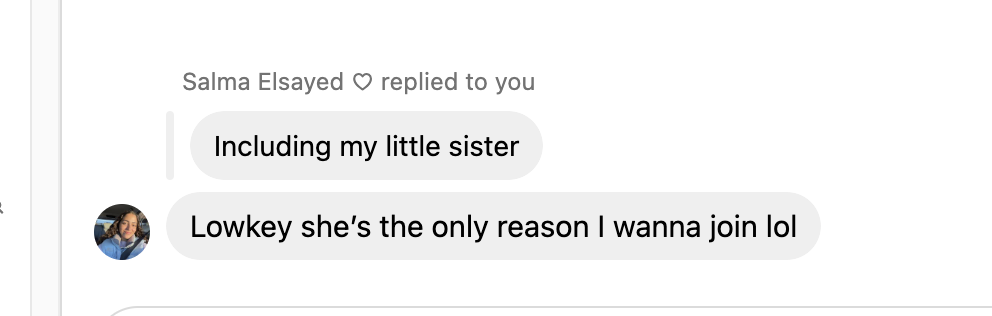 Salma Elsayed ♡ replied to you
Including my little sister
Lowkey she’s the only reason I wanna join lol